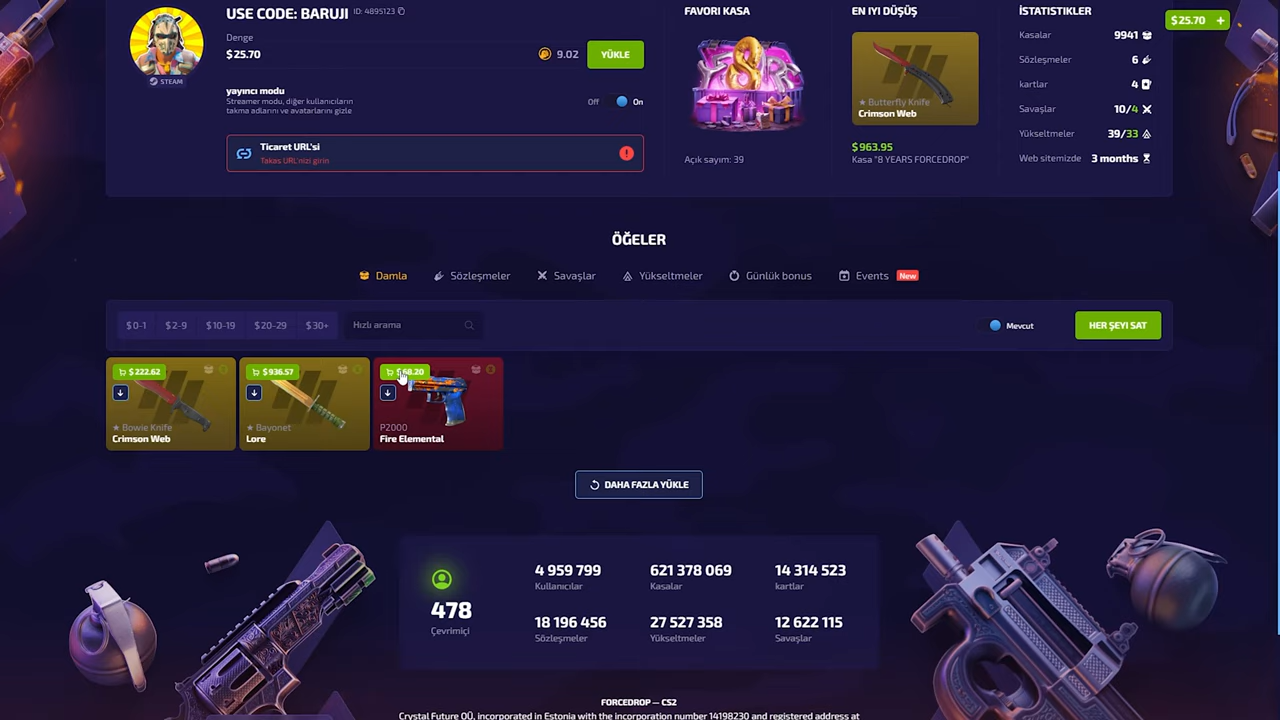 USE CODE: BARUJI ID: 4895123
STEAM
Denge
$25.70
9.02
YÜKLE
yayıncı modu
Streamer modu, diğer kullanıcıların
takma adlarını ve avatarlarını gizle
Off On
Ticaret URL'si
Takas URL'nizi girin
FAVORI KASA
Açık sayım: 39
EN IYI DÜŞÜŞ
★ Butterfly Knife
Crimson Web
$963.95
Kasa "8 YEARS FORCEDROP"
İSTATISTIKLER
Kasalar 9941
Sözleşmeler 6
kartlar 4
Savaşlar 10/4
Yükseltmeler 39/33
Web sitemizde 3 months
$25.70 +
ÖĞELER
Damla
Sözleşmeler
Savaşlar
Yükseltmeler
Günlük bonus
Events New
$0-1
$2-9
$10-19
$20-29
$30+
Hızlı arama
Mevcut
HER ŞEYI SAT
$222.62
★ Bowie Knife
Crimson Web
$936.57
★ Bayonet
Lore
$68.20
P2000
Fire Elemental
DAHA FAZLA YÜKLE
478
Çevrimiçi
4 959 799
Kullanıcılar
621 378 069
Kasalar
14 314 523
kartlar
18 196 456
Sözleşmeler
27 527 358
Yükseltmeler
12 622 115
Savaşlar
FORCEDROP — CS2
Crystal Future OÜ, incorporated in Estonia with the incorporation number 14198230 and registered address at